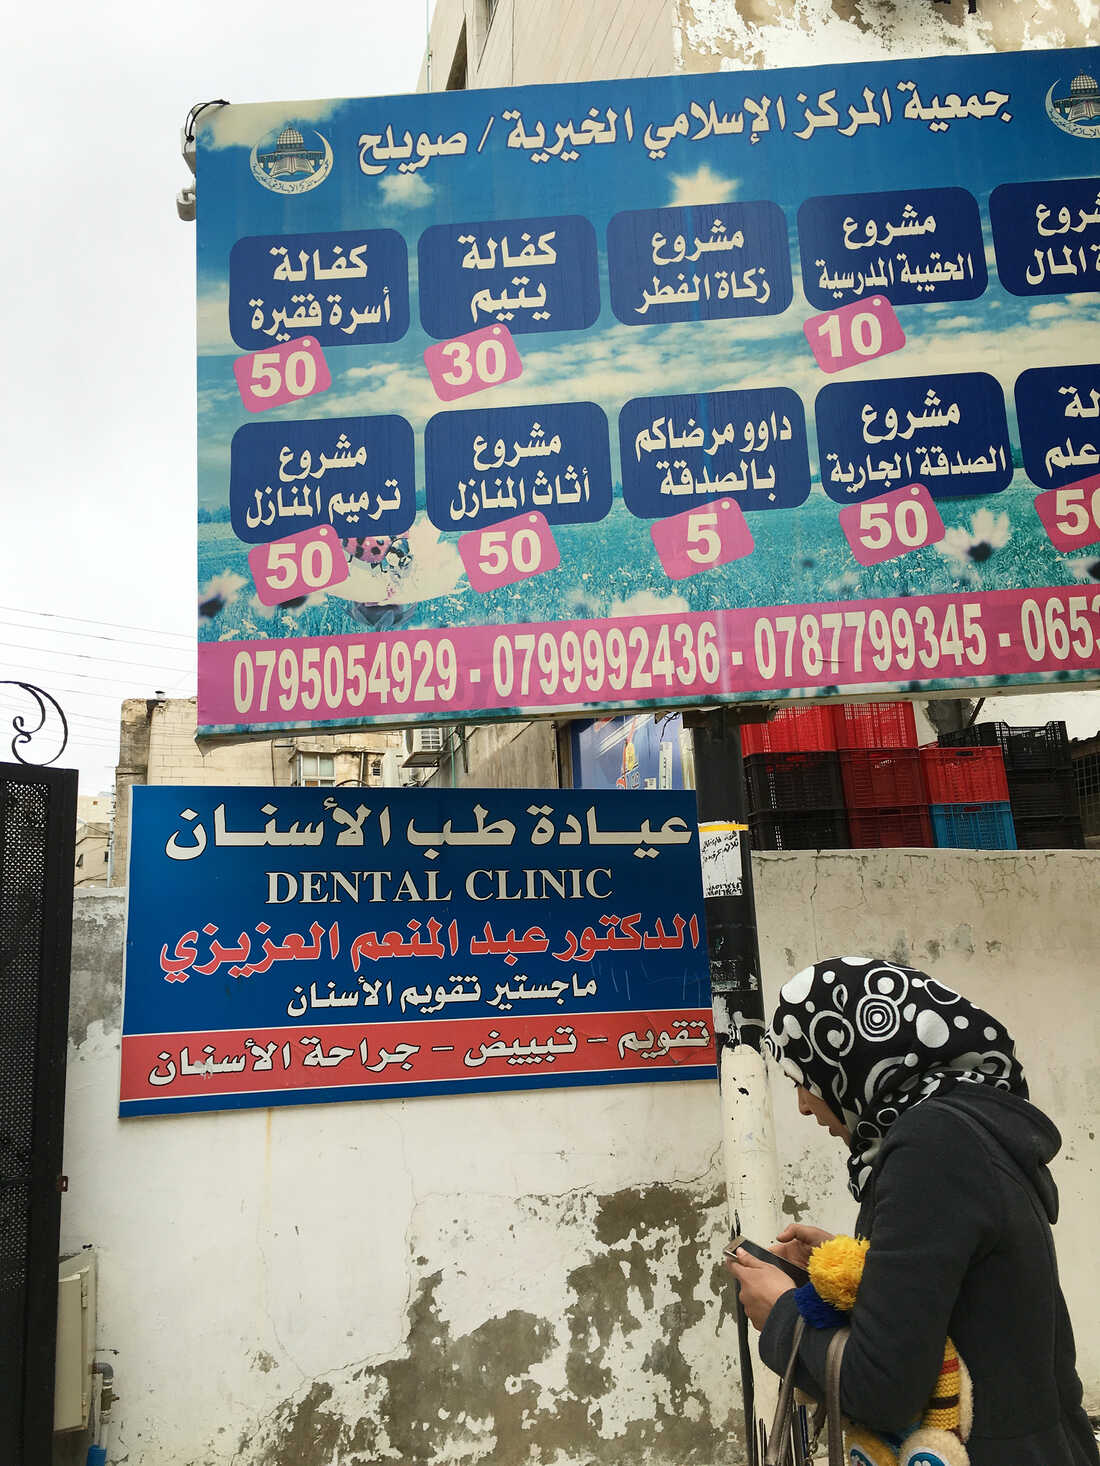 جمعية المركز الإسلامي الخيرية / صويلح
مشروع
الحقيبة المدرسية
10
مشروع
زكاة الفطر
كفالة
يتيم
30
كفالة
أسرة فقيرة
50
مشروع
الصدقة الجارية
50
داوو مرضاكم
بالصدقة
5
مشروع
أثاث المنازل
50
مشروع
ترميم المنازل
50
0795054929 - 0799992436 - 0787799345 -
عيادة طب الأسنان
DENTAL CLINIC
الدكتور عبد المنعم العزيزي
ماجستير تقويم الأسنان
تقويم - تبييض - جراحة الأسنان